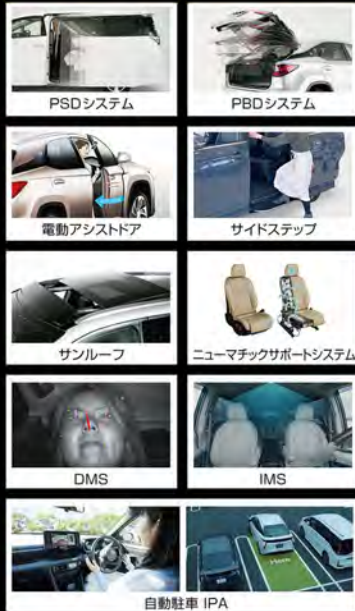 PSDシステム
PBDシステム
電動アシストドア
サイドステップ
サンルーフ
ニューマチックサポートシステム
DMS
IMS
自動駐車 IPA